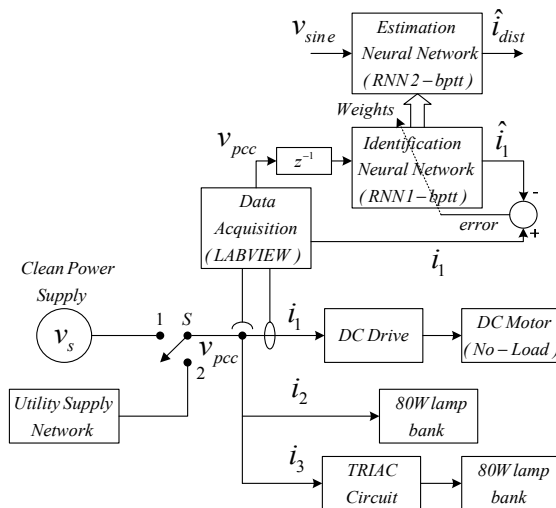 v_sine
Estimation
Neural Network
(RNN2-bptt)
î_dist
Weights
v_pcc
z⁻¹
Identification
Neural Network
(RNN1-bptt)
î_1
-
+
error
Data
Acquisition
(LABVIEW)
i_1
Clean Power
Supply
v_s
1
S
v_pcc
2
i_1
DC Drive
DC Motor
(No-Load)
Utility Supply
Network
i_2
80W lamp
bank
i_3
TRIAC
Circuit
80W lamp
bank